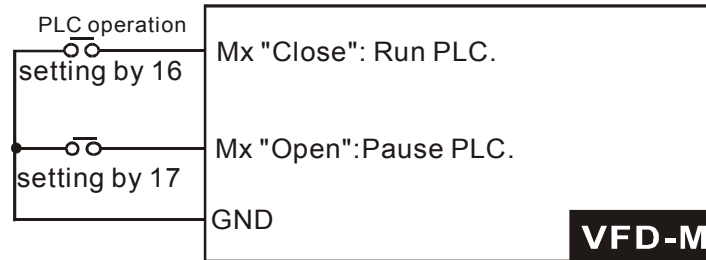 PLC operation
setting by 16
Mx "Close": Run PLC.
setting by 17
Mx "Open":Pause PLC.
GND
VFD-M